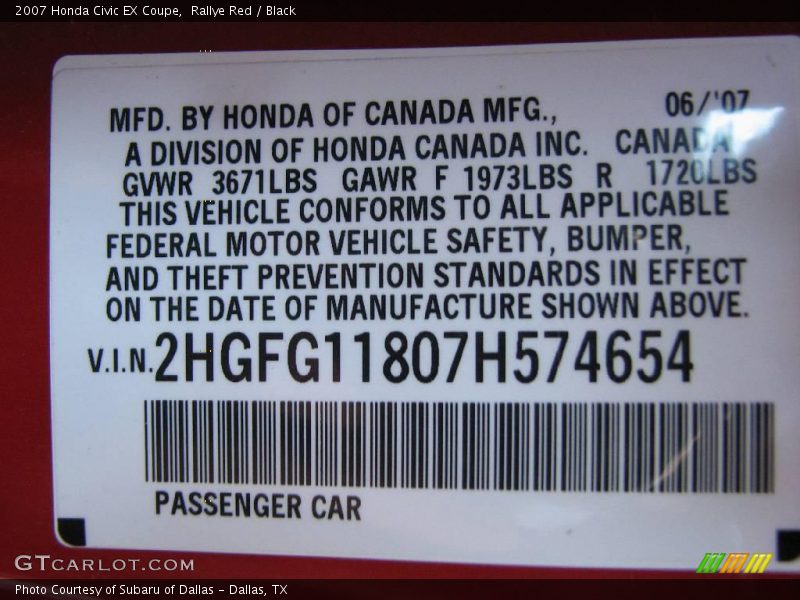 2007 Honda Civic EX Coupe,  Rallye Red / Black
MFD. BY HONDA OF CANADA MFG., 06/'07
A DIVISION OF HONDA CANADA INC. CANADA
GVWR 3671LBS GAWR F 1973LBS R 1720LBS
THIS VEHICLE CONFORMS TO ALL APPLICABLE
FEDERAL MOTOR VEHICLE SAFETY, BUMPER,
AND THEFT PREVENTION STANDARDS IN EFFECT
ON THE DATE OF MANUFACTURE SHOWN ABOVE.
V.I.N.2HGFG11807H574654
PASSENGER CAR
GTCARLOT.COM
Photo Courtesy of Subaru of Dallas - Dallas, TX